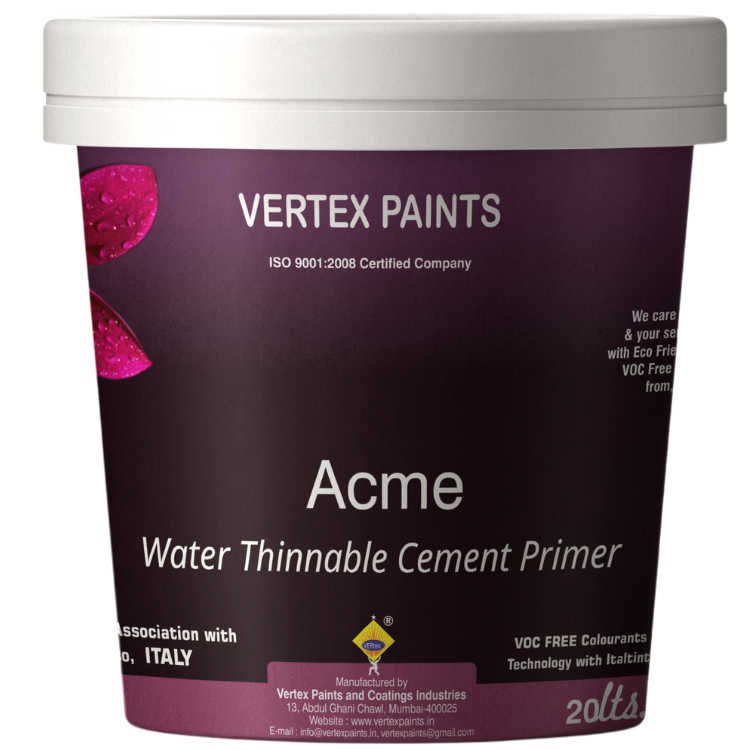 VERTEX PAINTS
ISO 9001:2008 Certified Company
We care
& your se
with Eco Frie
VOC Free
from,
Acme
Water Thinnable Cement Primer
Association with
o, ITALY
®
VERtex
VOC FREE Colourants
Technology with Italtint
Manufactured by
Vertex Paints and Coatings Industries
13, Abdul Ghani Chawl, Mumbai-400025
Website : www.vertexpaints.in
E-mail : info@vertexpaints.in, vertexpaints@gmail.com
20lts.